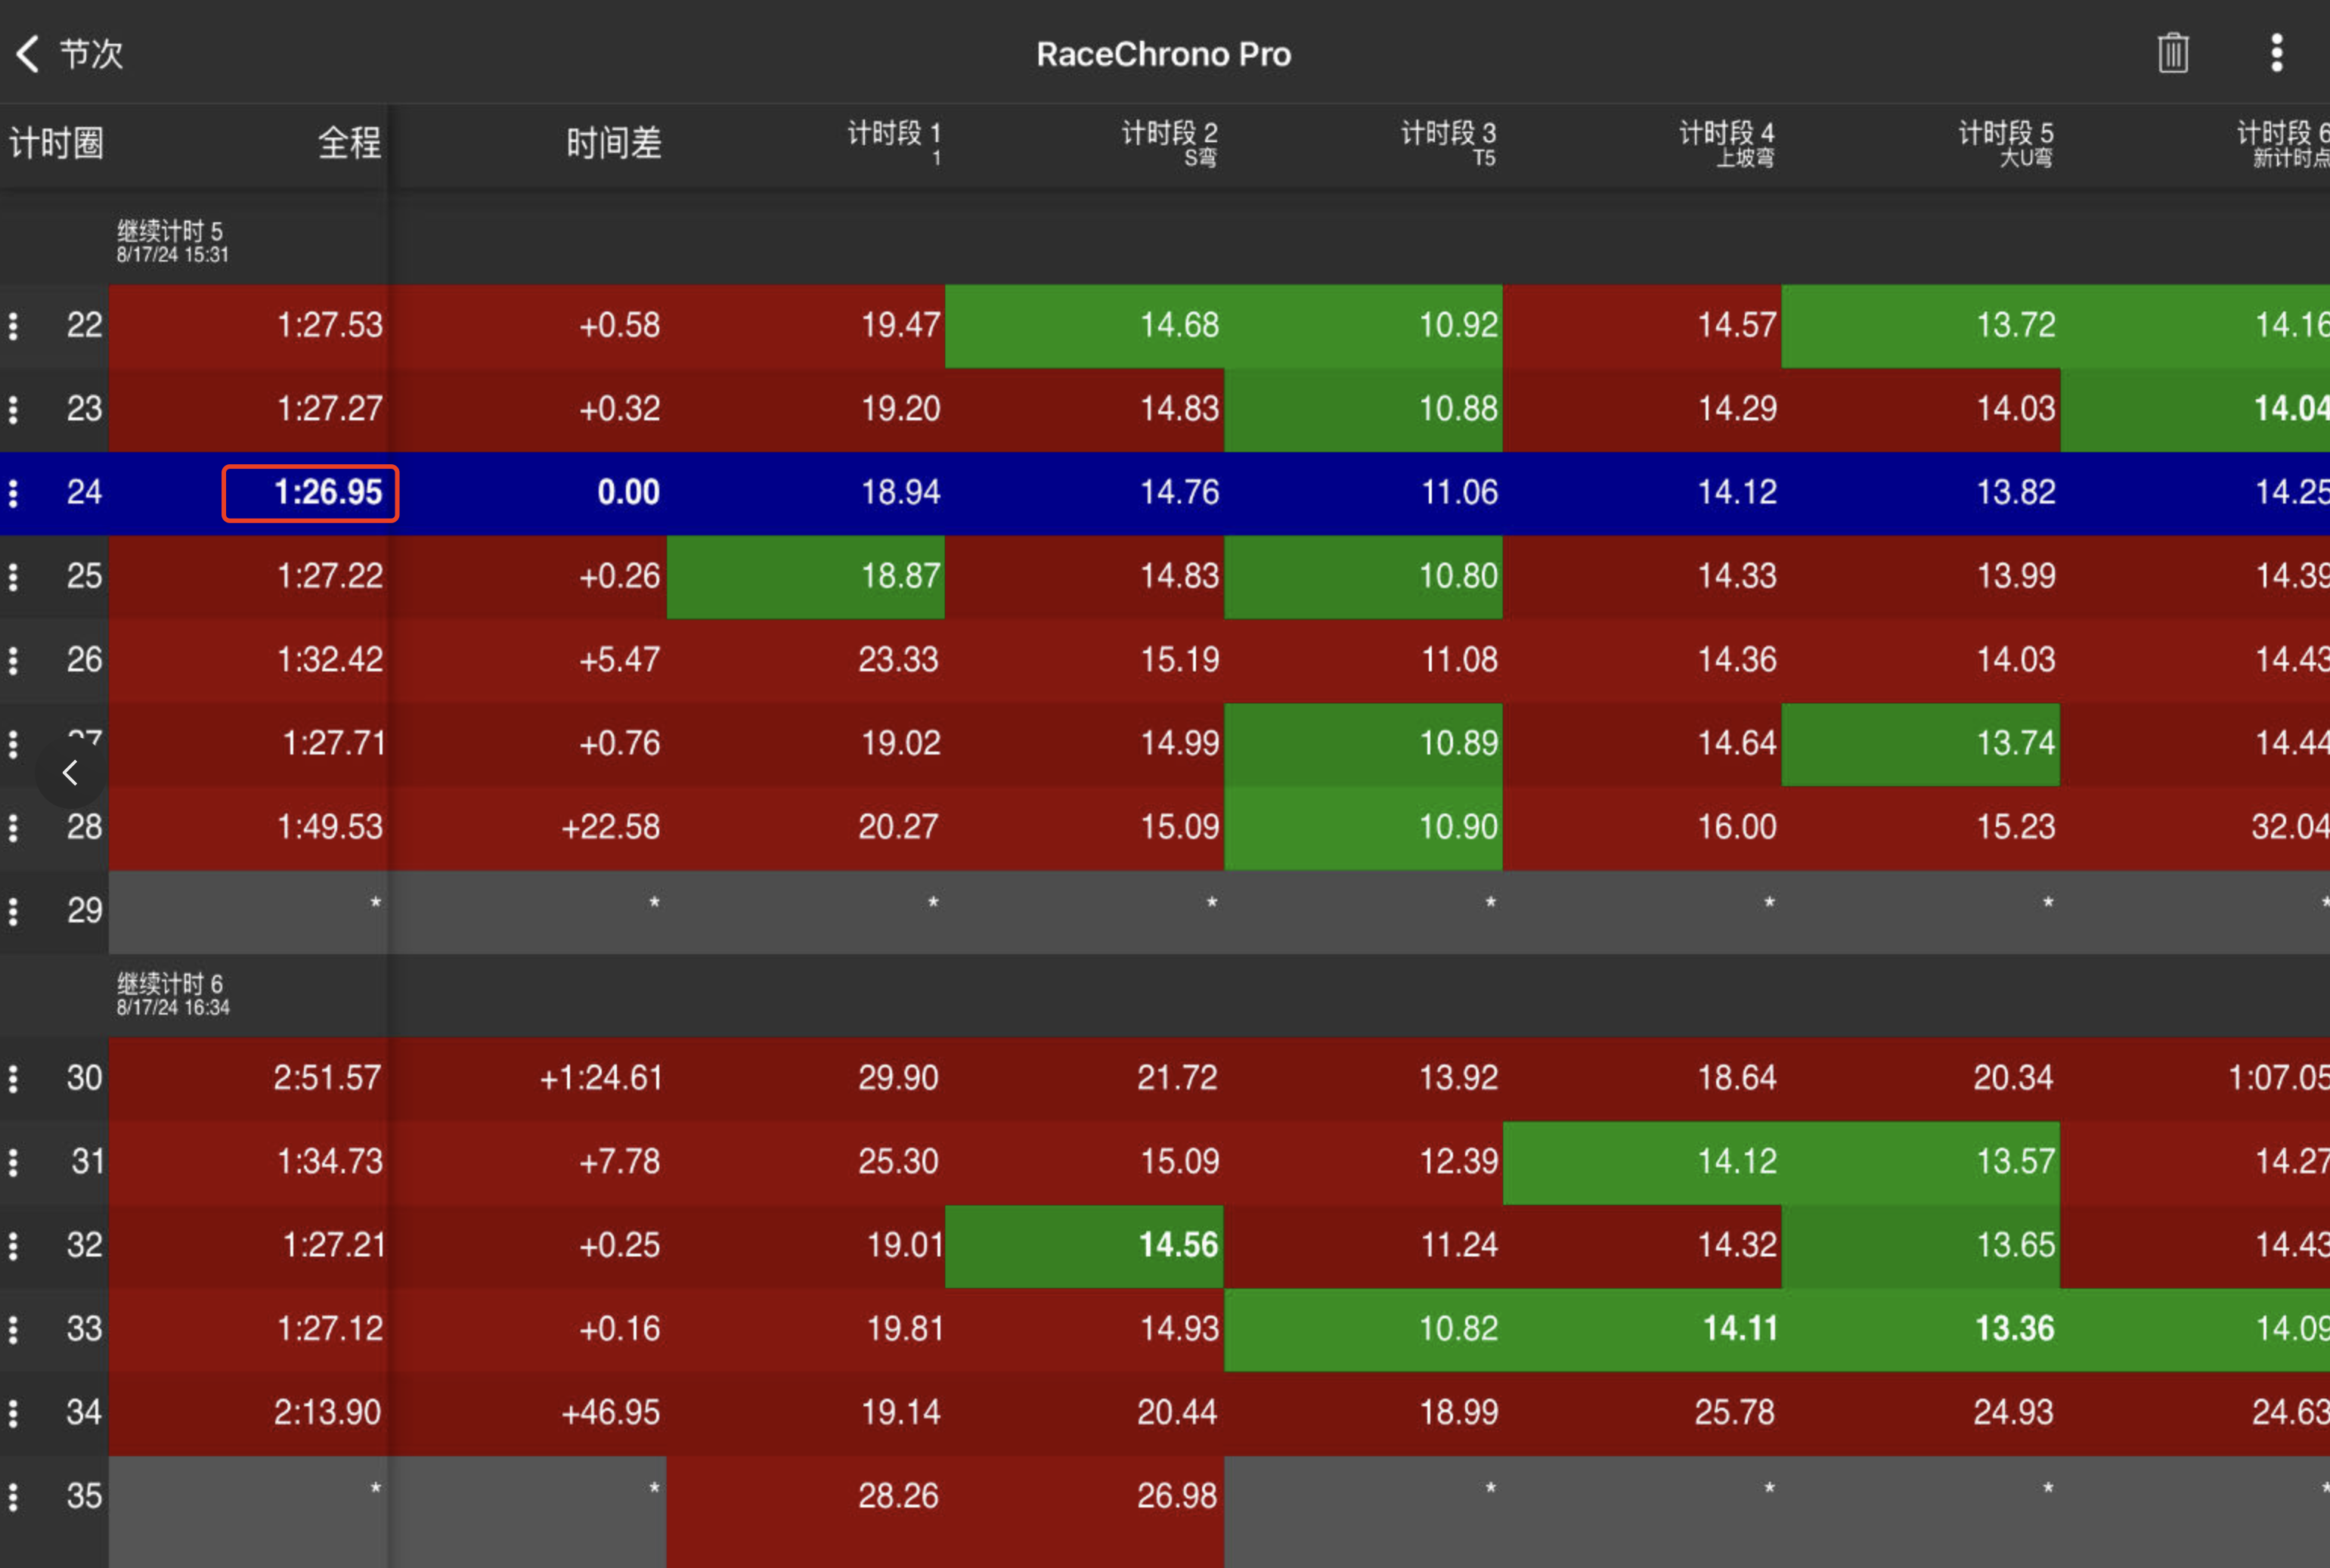 节次 RaceChrono Pro
计时圈 全程 时间差 计时段 1 计时段 2 计时段 3 计时段 4 计时段 5 计时段 6
1 S弯 T5 上坡弯 大U弯 新计时点
继续计时 5
8/17/24 15:31
22 1:27.53 +0.58 19.47 14.68 10.92 14.57 13.72 14.16
23 1:27.27 +0.32 19.20 14.83 10.88 14.29 14.03 14.04
24 1:26.95 0.00 18.94 14.76 11.06 14.12 13.82 14.25
25 1:27.22 +0.26 18.87 14.83 10.80 14.33 13.99 14.39
26 1:32.42 +5.47 23.33 15.19 11.08 14.36 14.03 14.43
27 1:27.71 +0.76 19.02 14.99 10.89 14.64 13.74 14.44
28 1:49.53 +22.58 20.27 15.09 10.90 16.00 15.23 32.04
29 * * * * * * * *
继续计时 6
8/17/24 16:34
30 2:51.57 +1:24.61 29.90 21.72 13.92 18.64 20.34 1:07.05
31 1:34.73 +7.78 25.30 15.09 12.39 14.12 13.57 14.27
32 1:27.21 +0.25 19.01 14.56 11.24 14.32 13.65 14.43
33 1:27.12 +0.16 19.81 14.93 10.82 14.11 13.36 14.09
34 2:13.90 +46.95 19.14 20.44 18.99 25.78 24.93 24.63
35 * * 28.26 26.98 * * * *